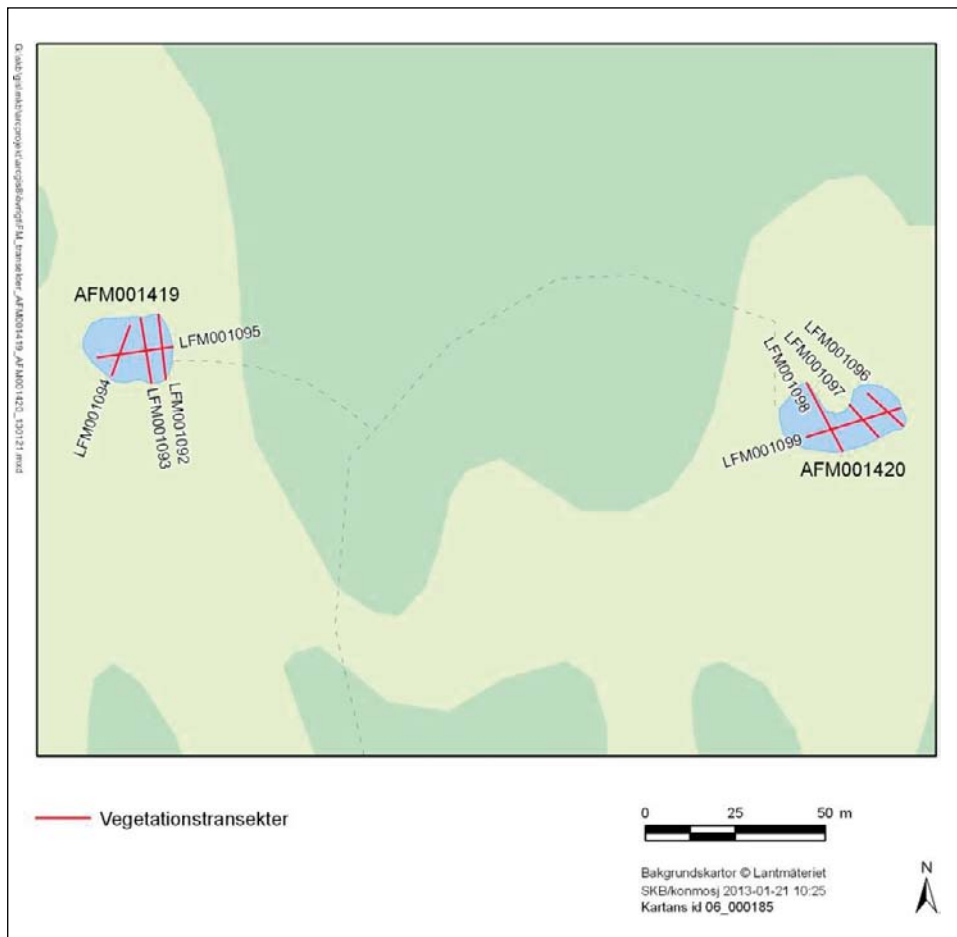 AFM001419
LFM001095
LFM001094
LFM001093
LFM001092
LFM001096
LFM001097
LFM001098
LFM001099
AFM001420
Vegetationstransekter
0 25 50 m
Bakgrundskartor © Lantmäteriet
SKB/konmosj 2013-01-21 10:25
Kartans id 06_000185
N